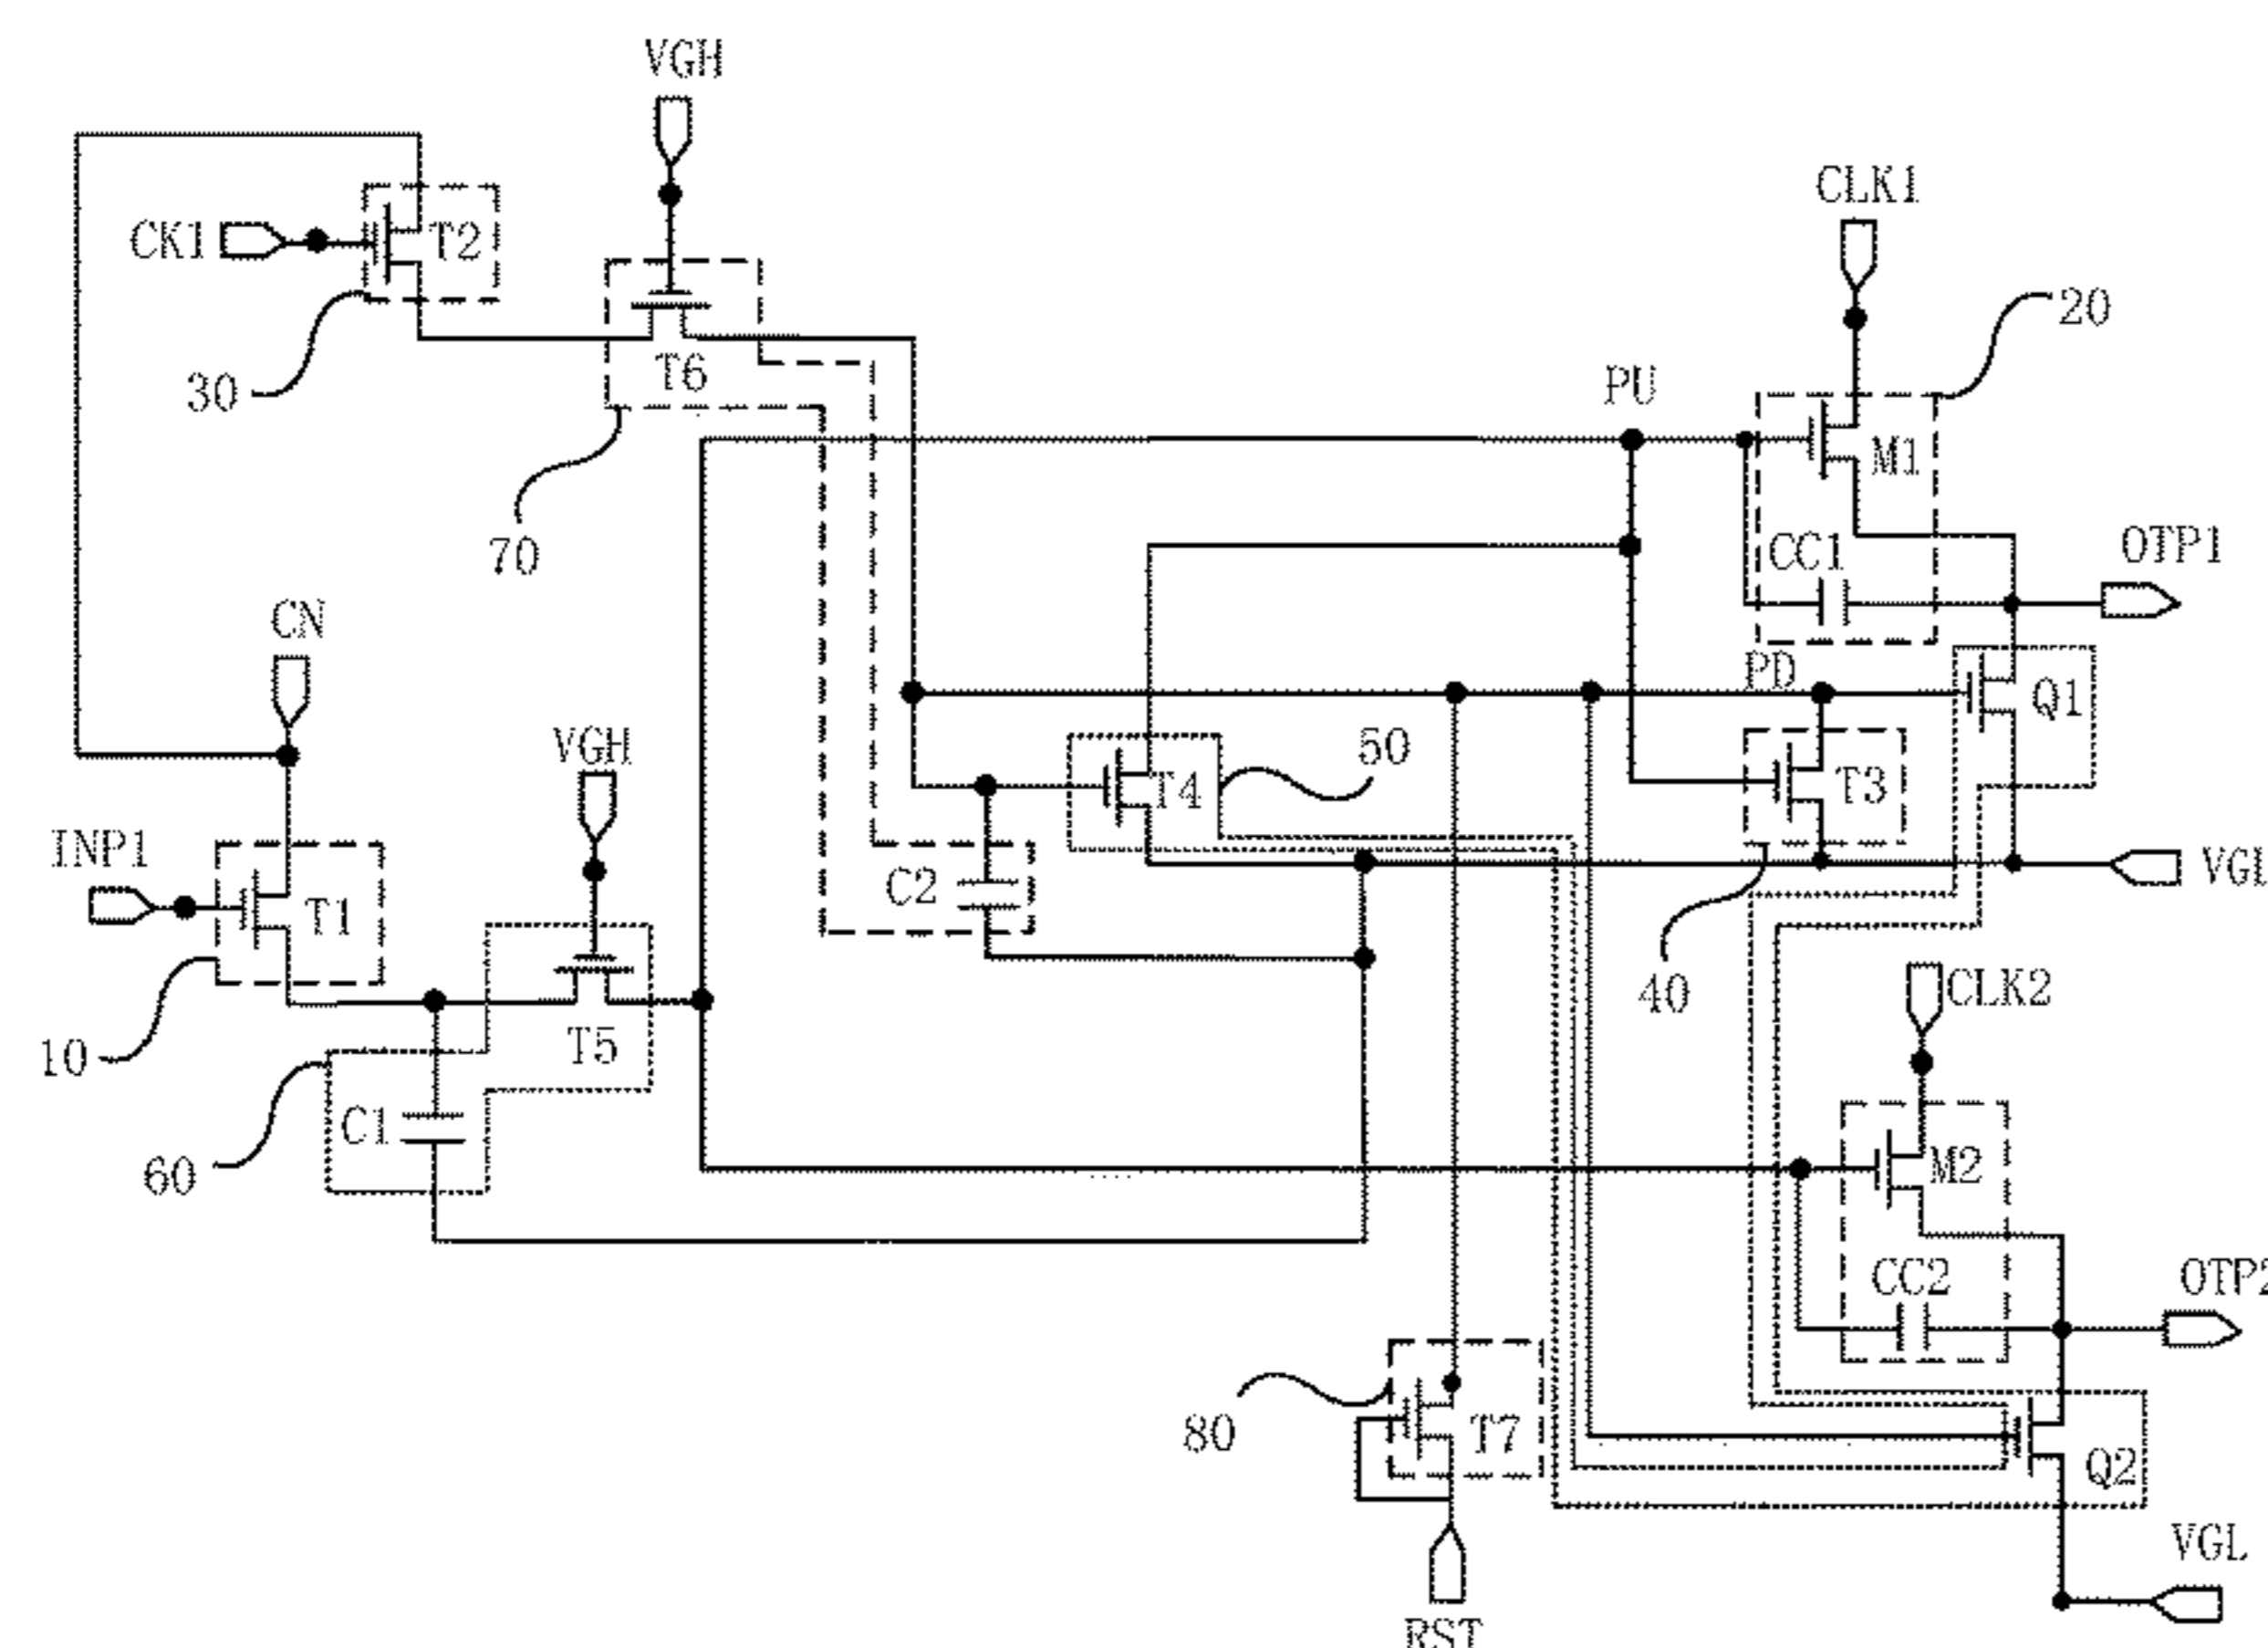 VGH
CLK1
CK1
T2
20
T6
30
PU
M1
70
CC1
OTP1
CN
PD
Q1
VGH
50
T4
T3
INP1
C2
VGL
T1
40
CLK2
T5
10
C1
M2
60
CC2
OTP2
80
T7
Q2
VGL
RST